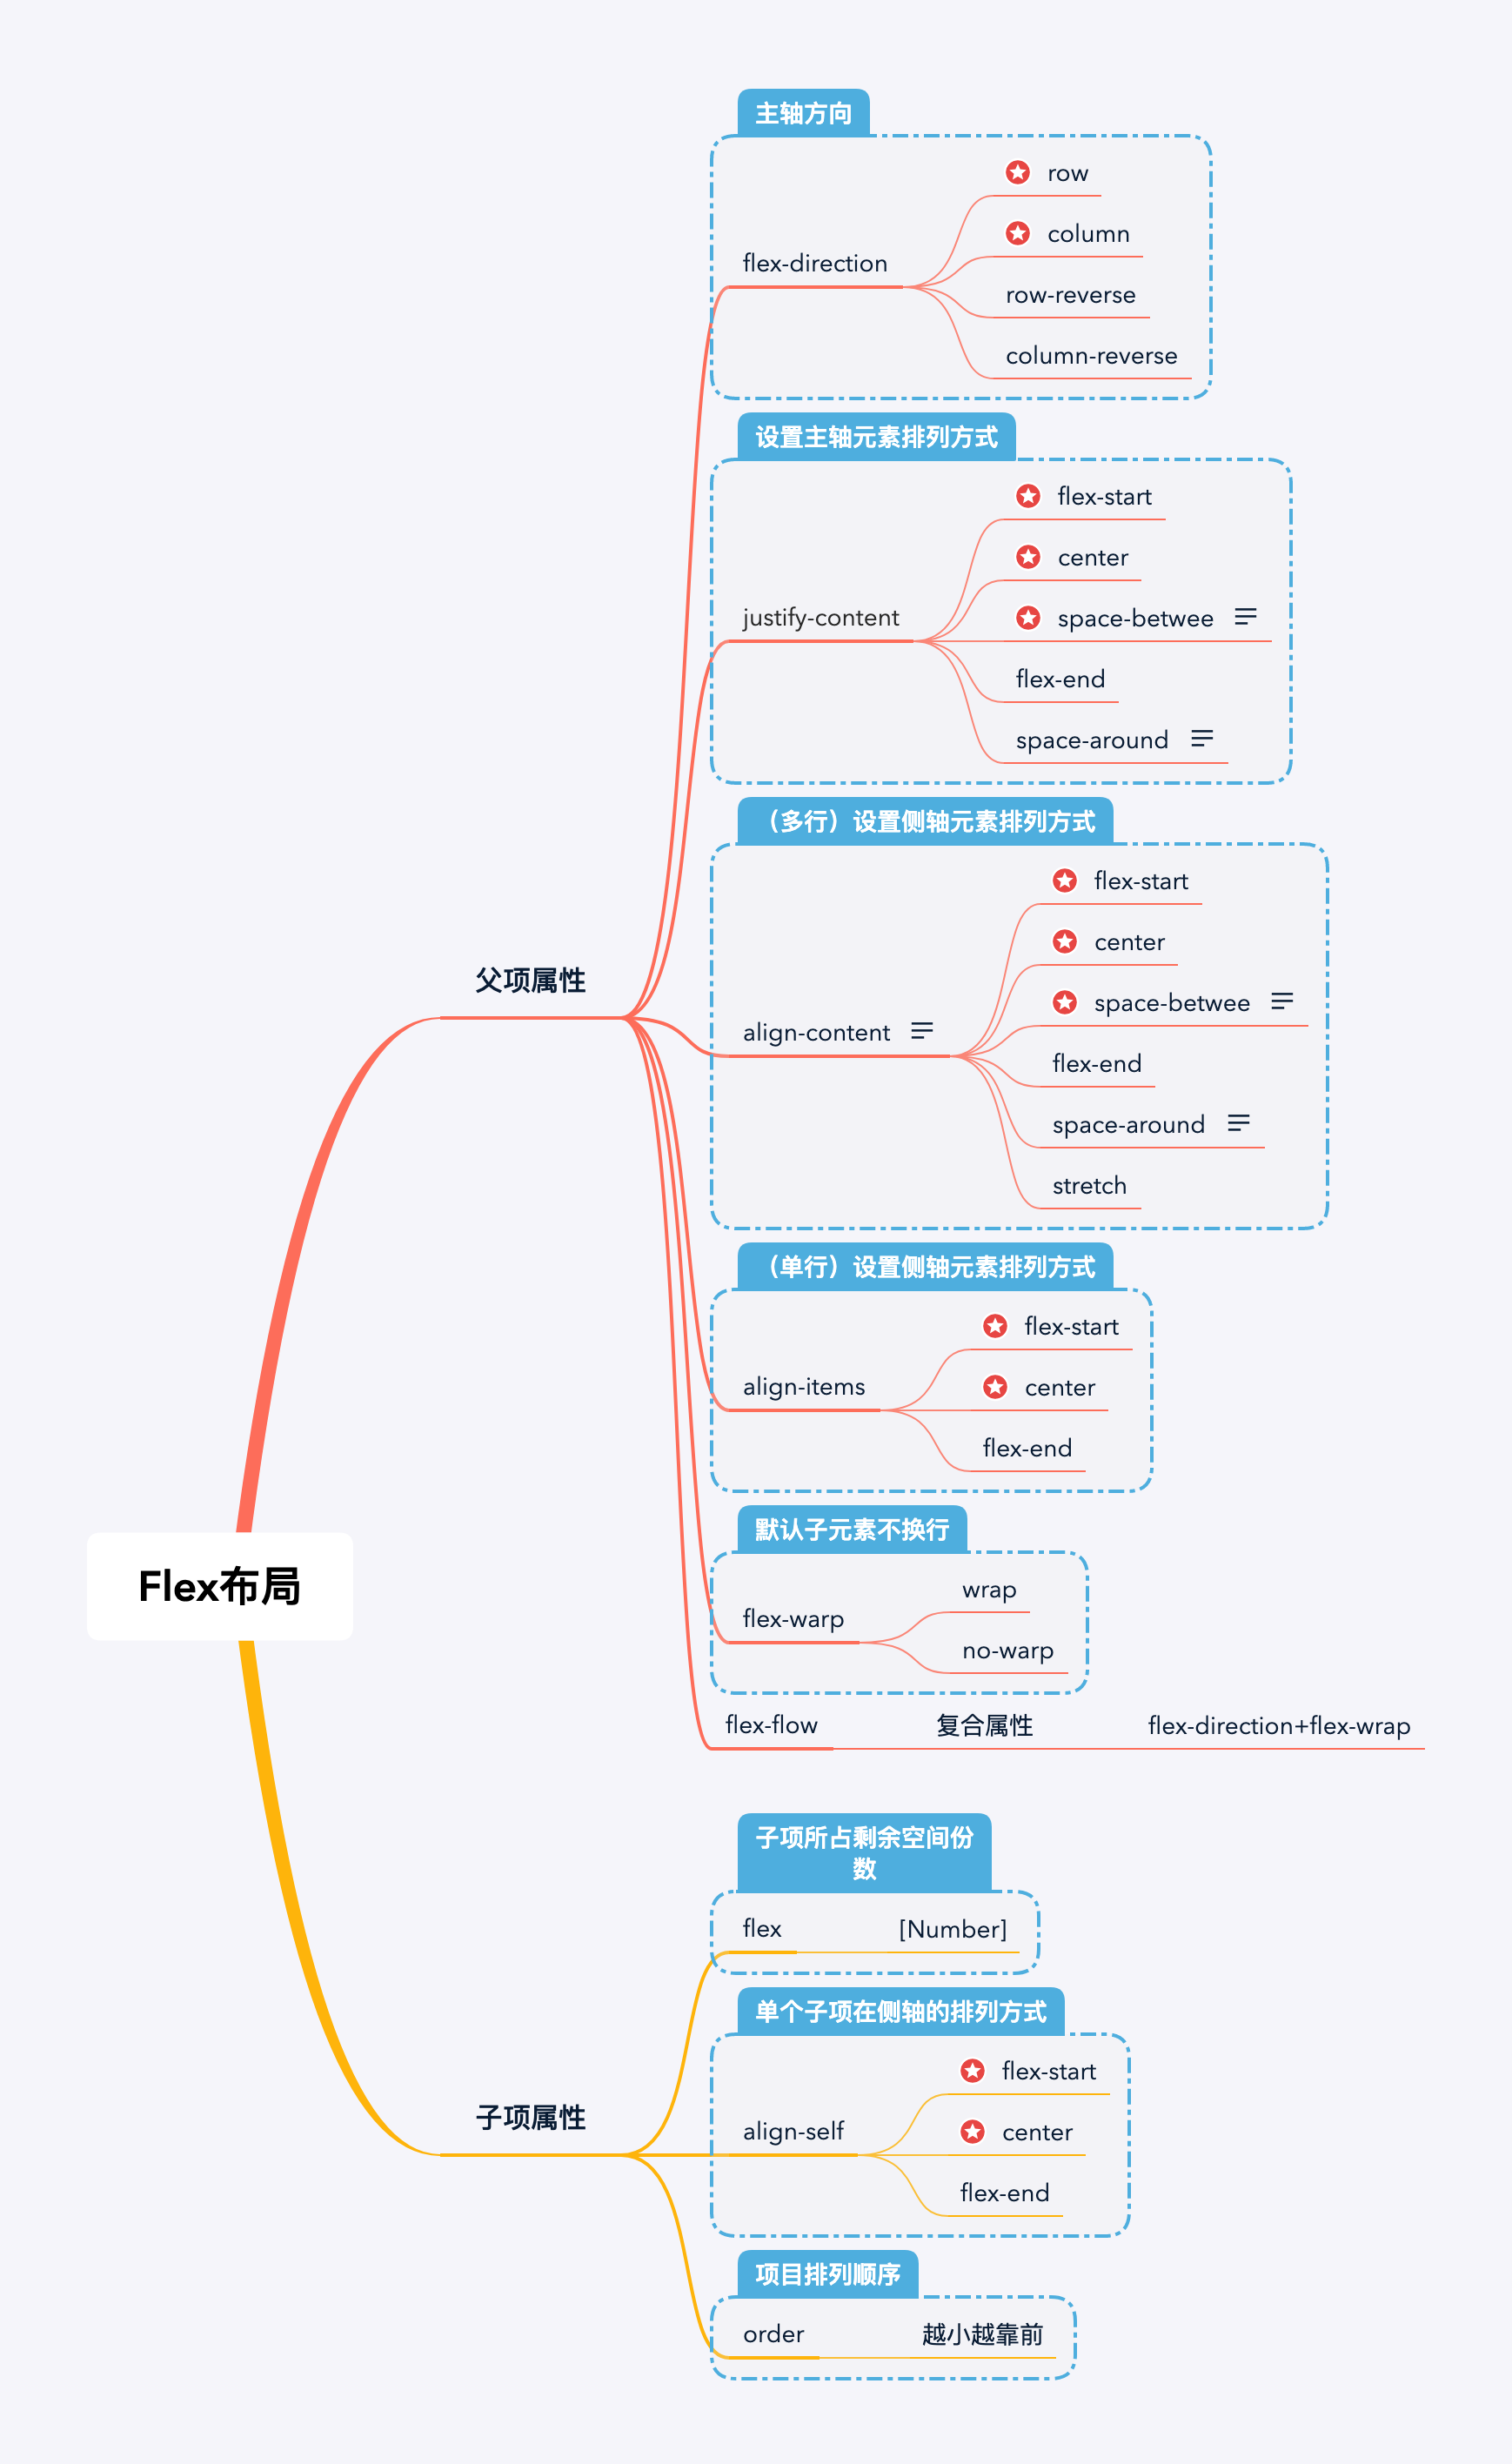 Flex布局
父项属性
主轴方向
flex-direction
row
column
row-reverse
column-reverse
设置主轴元素排列方式
justify-content
flex-start
center
space-betwee
flex-end
space-around
（多行）设置侧轴元素排列方式
align-content
flex-start
center
space-betwee
flex-end
space-around
stretch
（单行）设置侧轴元素排列方式
align-items
flex-start
center
flex-end
默认子元素不换行
flex-warp
wrap
no-warp
flex-flow
复合属性
flex-direction+flex-wrap
子项属性
子项所占剩余空间份
数
flex
[Number]
单个子项在侧轴的排列方式
align-self
flex-start
center
flex-end
项目排列顺序
order
越小越靠前